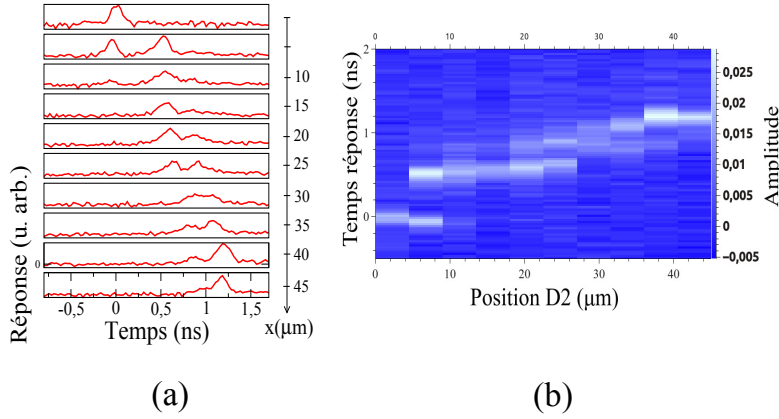 10
15
20
25
30
35
40
45
x(µm)
Réponse (u. arb.)
0
-0,5 0 0,5 1 1,5
Temps (ns)
(a)
0 10 20 30 40
2
1
0
Temps réponse (ns)
0 10 20 30 40
Position D2 (µm)
0,025
0,02
0,015
0,01
0,005
0
-0,005
Amplitude
(b)